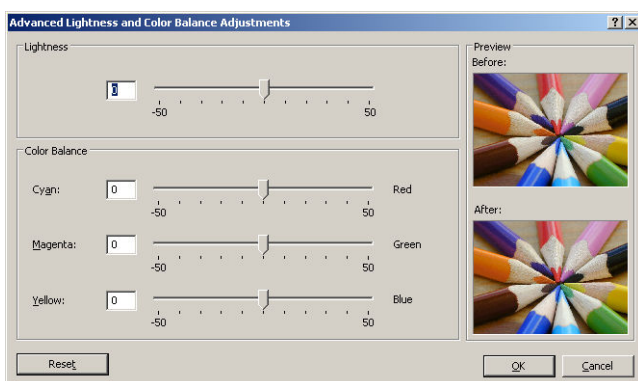 Advanced Lightness and Color Balance Adjustments
Lightness
0
-50 50
Color Balance
Cyan: 0 Red
-50 50
Magenta: 0 Green
-50 50
Yellow: 0 Blue
-50 50
Preview
Before:
After:
Reset OK Cancel